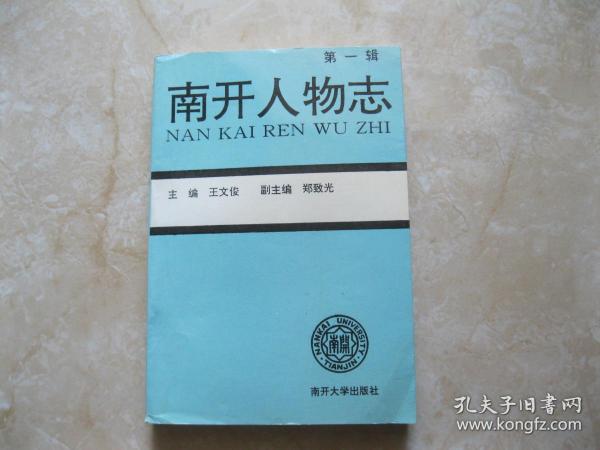 第一辑
南开人物志
NAN KAI REN WU ZHI
主编 王文俊 副主编 郑致光
NANKAI UNIVERSITY · TIANJIN ·
南開
南开大学出版社
孔夫子旧书网
www.kongfz.com